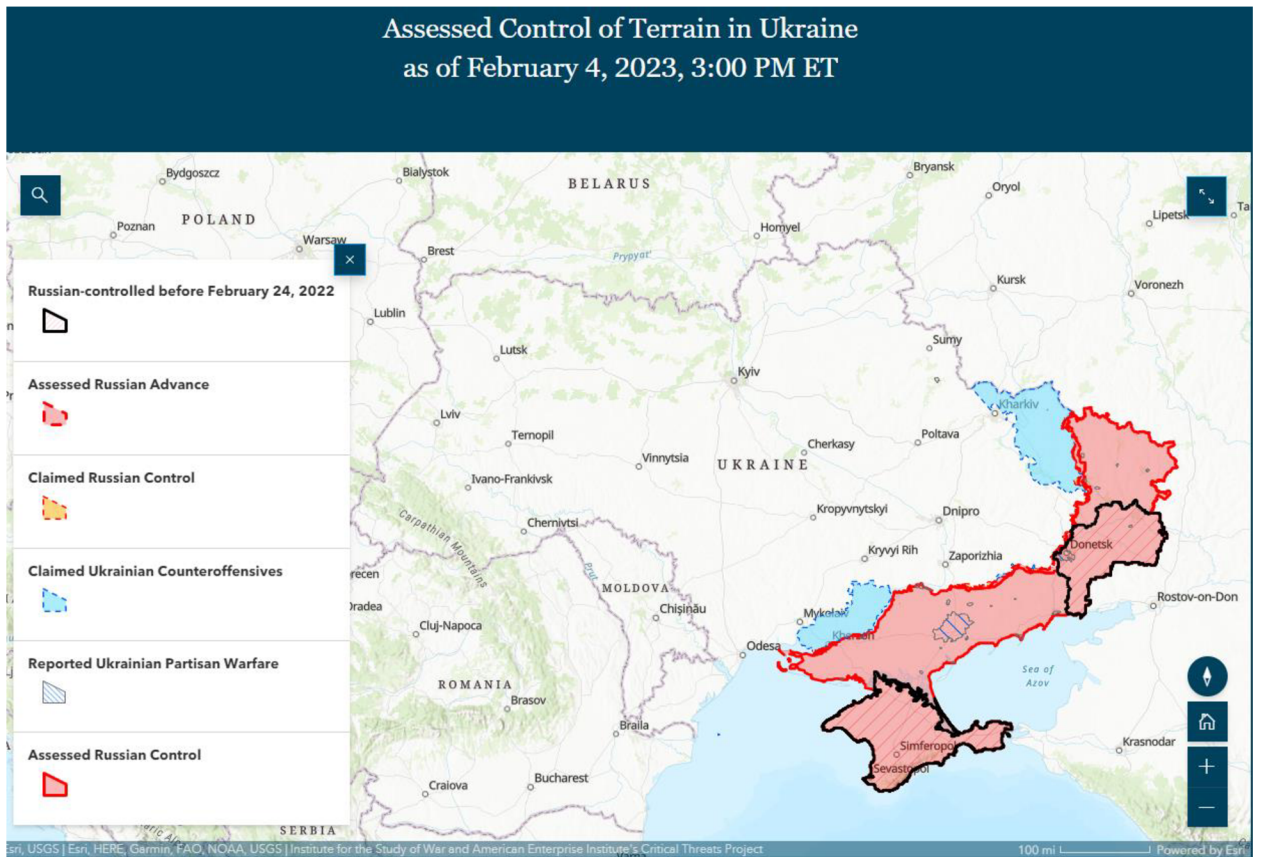 Assessed Control of Terrain in Ukraine
as of February 4, 2023, 3:00 PM ET
Bydgoszcz
Bialystok
BELARUS
Bryansk
Oryol
POLAND
Poznan
Warsaw
Lipetsk
Ta
Homyel
Brest
Prypyat'
Kursk
Voronezh
Russian-controlled before February 24, 2022
Lublin
Sumy
Lutsk
Kyiv
Assessed Russian Advance
Kharkiv
Lviv
Ternopil
Cherkasy
Poltava
Vinnytsia
UKRAINE
Claimed Russian Control
Ivano-Frankivsk
Carpathian Mountains
Chernivtsi
Kropyvnytskyi
Dnipro
Donetsk
Kryvyi Rih
Zaporizhia
Claimed Ukrainian Counteroffensives
recen
Prut
MOLDOVA
Rostov-on-Don
Oradea
Chișinău
Mykolaiv
Cluj-Napoca
Kherson
Odesa
Reported Ukrainian Partisan Warfare
Sea of
Azov
ROMANIA
Brasov
Braila
Simferopol
Krasnodar
Assessed Russian Control
Sevastopol
Craiova
Bucharest
SERBIA
Esri, USGS | Esri, HERE, Garmin, FAO, NOAA, USGS | Institute for the Study of War and American Enterprise Institute's Critical Threats Project
100 mi
Powered by Esri